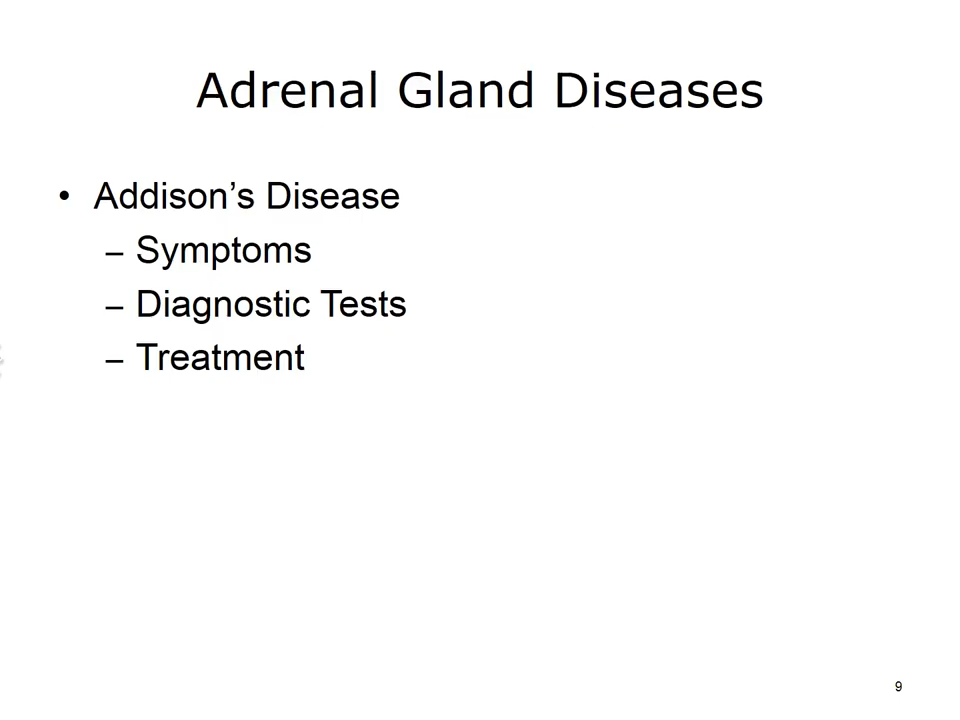 Adrenal Gland Diseases
• Addison’s Disease
– Symptoms
– Diagnostic Tests
– Treatment
9